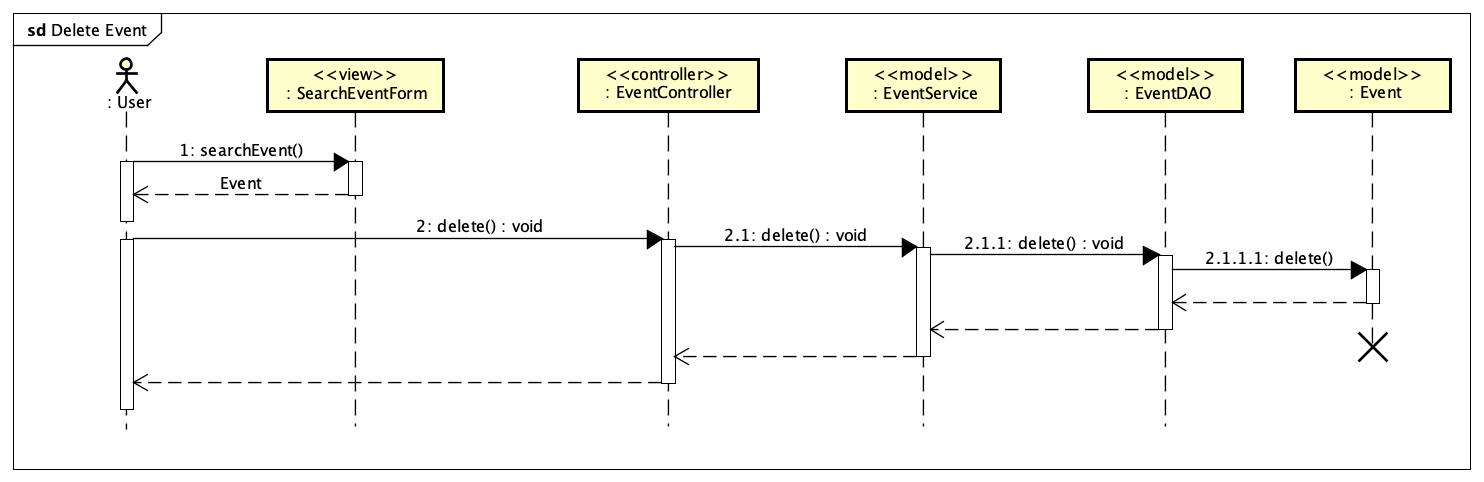 sd Delete Event
: User
<<view>>
: SearchEventForm
<<controller>>
: EventController
<<model>>
: EventService
<<model>>
: EventDAO
<<model>>
: Event
1: searchEvent()
Event
2: delete() : void
2.1: delete() : void
2.1.1: delete() : void
2.1.1.1: delete()